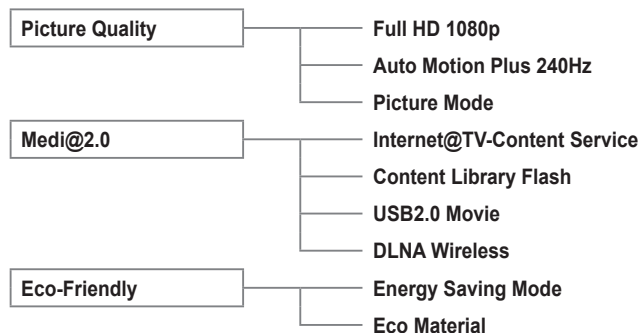 Picture Quality
Full HD 1080p
Auto Motion Plus 240Hz
Picture Mode
Medi@2.0
Internet@TV-Content Service
Content Library Flash
USB2.0 Movie
DLNA Wireless
Eco-Friendly
Energy Saving Mode
Eco Material